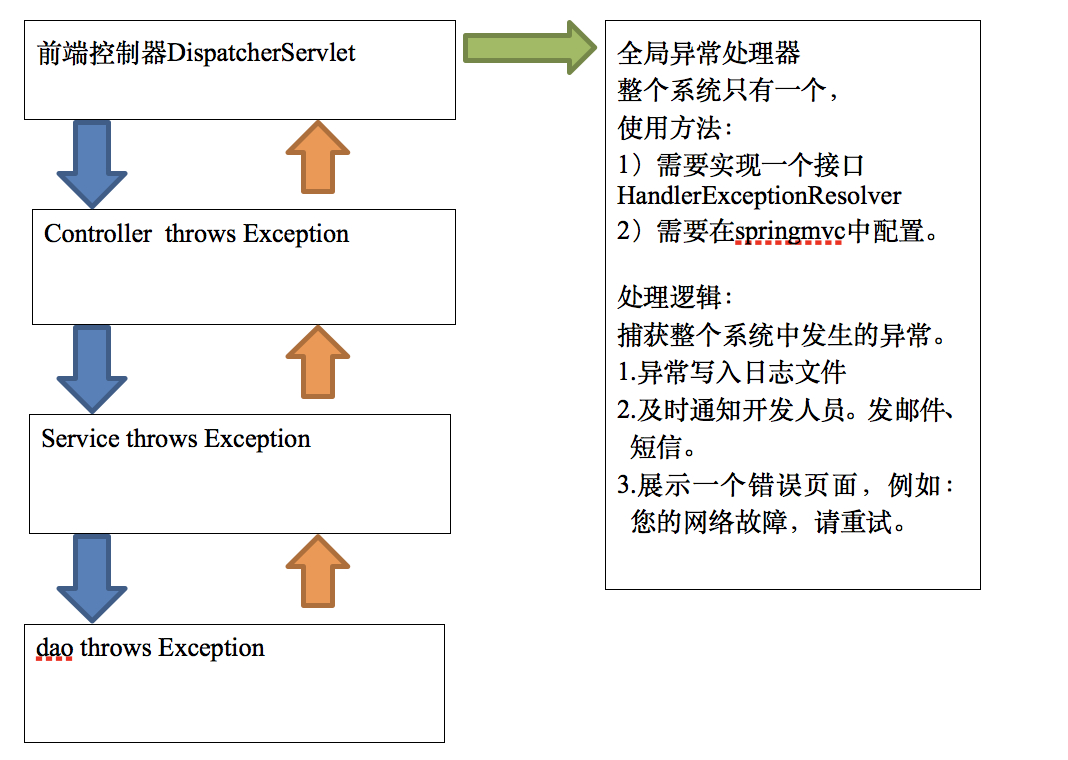 前端控制器DispatcherServlet
Controller  throws Exception
Service throws Exception
dao throws Exception
全局异常处理器
整个系统只有一个，
使用方法：
1）需要实现一个接口
HandlerExceptionResolver
2）需要在springmvc中配置。
处理逻辑：
捕获整个系统中发生的异常。
1.异常写入日志文件
2.及时通知开发人员。发邮件、
短信。
3.展示一个错误页面，例如：
您的网络故障，请重试。